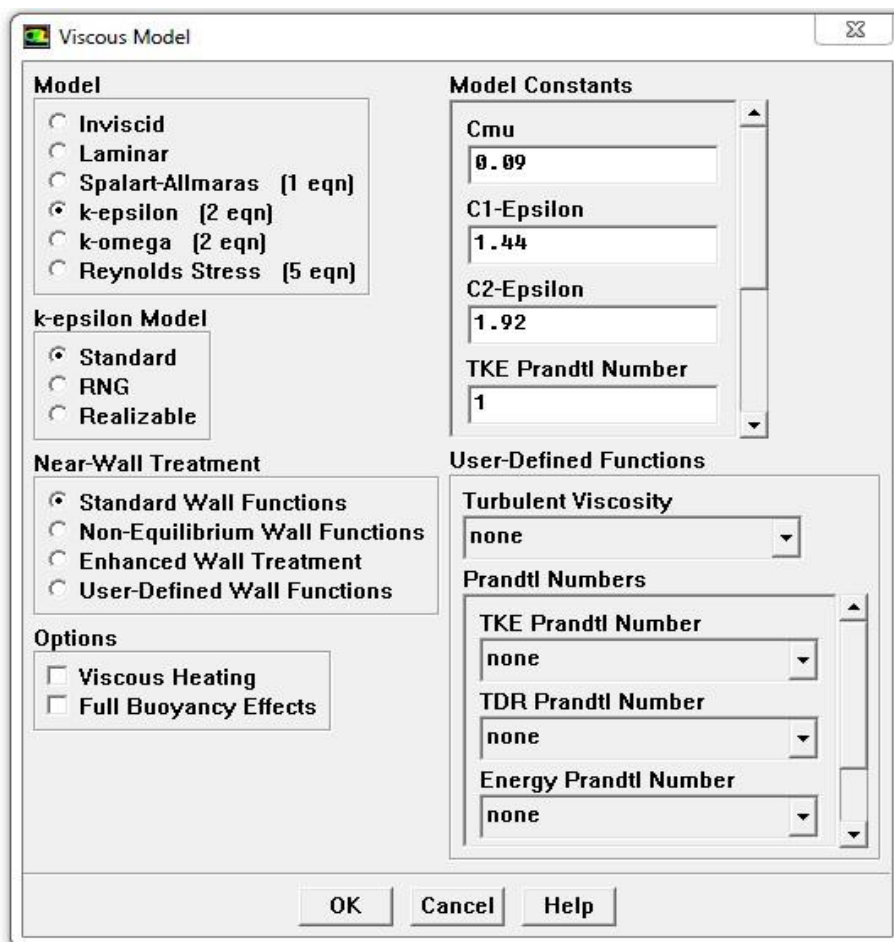 Viscous Model
Model
Inviscid
Laminar
Spalart-Allmaras (1 eqn)
k-epsilon (2 eqn)
k-omega (2 eqn)
Reynolds Stress (5 eqn)
k-epsilon Model
Standard
RNG
Realizable
Near-Wall Treatment
Standard Wall Functions
Non-Equilibrium Wall Functions
Enhanced Wall Treatment
User-Defined Wall Functions
Options
Viscous Heating
Full Buoyancy Effects
Model Constants
Cmu
0.09
C1-Epsilon
1.44
C2-Epsilon
1.92
TKE Prandtl Number
1
User-Defined Functions
Turbulent Viscosity
none
Prandtl Numbers
TKE Prandtl Number
none
TDR Prandtl Number
none
Energy Prandtl Number
none
OK Cancel Help